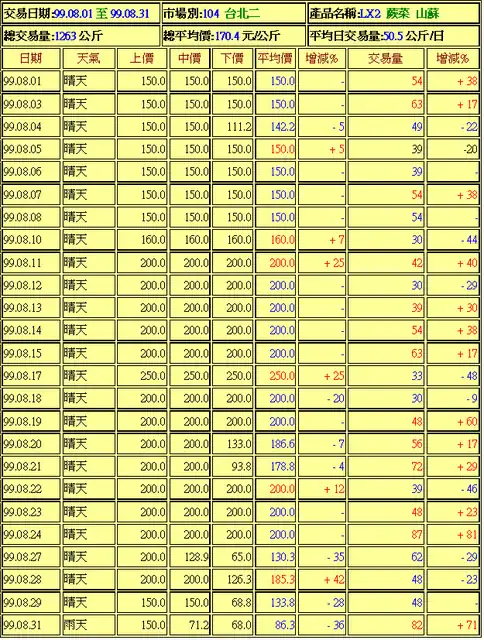 交易日期:99.08.01 至 99.08.31 市場別:104 台北二 產品名稱:LX2 蕨菜 山蘇
總交易量:1263 公斤 總平均價:170.4 元/公斤 平均日交易量:50.5 公斤/日
日期 天氣 上價 中價 下價 平均價 增減% 交易量 增減%
99.08.01 晴天 150.0 150.0 150.0 150.0 - 54 + 38
99.08.03 晴天 150.0 150.0 150.0 150.0 - 63 + 17
99.08.04 晴天 150.0 150.0 111.2 142.2 - 5 49 - 22
99.08.05 晴天 150.0 150.0 150.0 150.0 + 5 39 -20
99.08.06 晴天 150.0 150.0 150.0 150.0 - 39 -
99.08.07 晴天 150.0 150.0 150.0 150.0 - 54 + 38
99.08.08 晴天 150.0 150.0 150.0 150.0 - 54 -
99.08.10 晴天 160.0 160.0 160.0 160.0 + 7 30 - 44
99.08.11 晴天 200.0 200.0 200.0 200.0 + 25 42 + 40
99.08.12 晴天 200.0 200.0 200.0 200.0 - 30 - 29
99.08.13 晴天 200.0 200.0 200.0 200.0 - 39 + 30
99.08.14 晴天 200.0 200.0 200.0 200.0 - 54 + 38
99.08.15 晴天 200.0 200.0 200.0 200.0 - 63 + 17
99.08.17 晴天 250.0 250.0 250.0 250.0 + 25 33 - 48
99.08.18 晴天 200.0 200.0 200.0 200.0 - 20 30 - 9
99.08.19 晴天 200.0 200.0 200.0 200.0 - 48 + 60
99.08.20 晴天 200.0 200.0 133.0 186.6 - 7 56 + 17
99.08.21 晴天 200.0 200.0 93.8 178.8 - 4 72 + 29
99.08.22 晴天 200.0 200.0 200.0 200.0 + 12 39 - 46
99.08.23 晴天 200.0 200.0 200.0 200.0 - 48 + 23
99.08.24 晴天 200.0 200.0 200.0 200.0 - 87 + 81
99.08.27 晴天 200.0 128.9 65.0 130.3 - 35 62 - 29
99.08.28 晴天 200.0 200.0 126.3 185.3 + 42 48 - 23
99.08.29 晴天 150.0 150.0 68.8 133.8 - 28 48 -
99.08.31 雨天 150.0 71.2 68.0 86.3 - 36 82 + 71